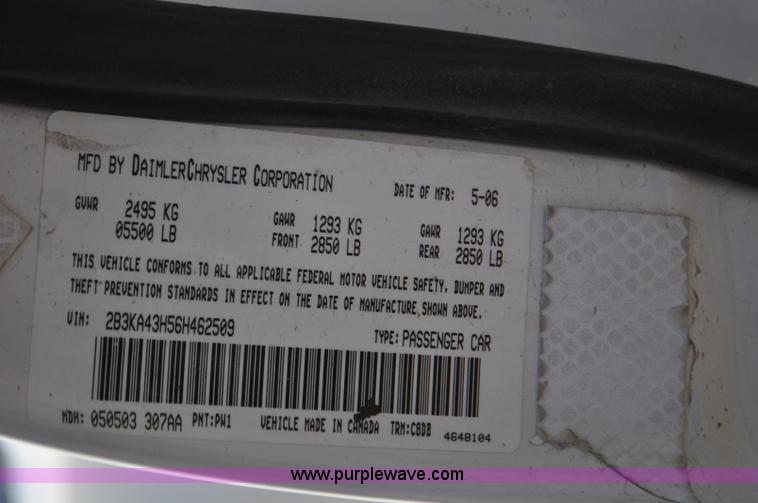 MFD BY DAIMLERCHRYSLER CORPORATION DATE OF MFR: 5-06
GVWR 2495 KG GAWR 1293 KG GAWR 1293 KG
05500 LB FRONT 2850 LB REAR 2850 LB
THIS VEHICLE CONFORMS TO ALL APPLICABLE FEDERAL MOTOR VEHICLE SAFETY, BUMPER AND
THEFT PREVENTION STANDARDS IN EFFECT ON THE DATE OF MANUFACTURE SHOWN ABOVE.
VIN: 2B3KA43H56H462509 TYPE: PASSENGER CAR
MDH: 050503 307AA PNT: PW1 VEHICLE MADE IN CANADA TRM: C8DB
4648104
www.purplewave.com